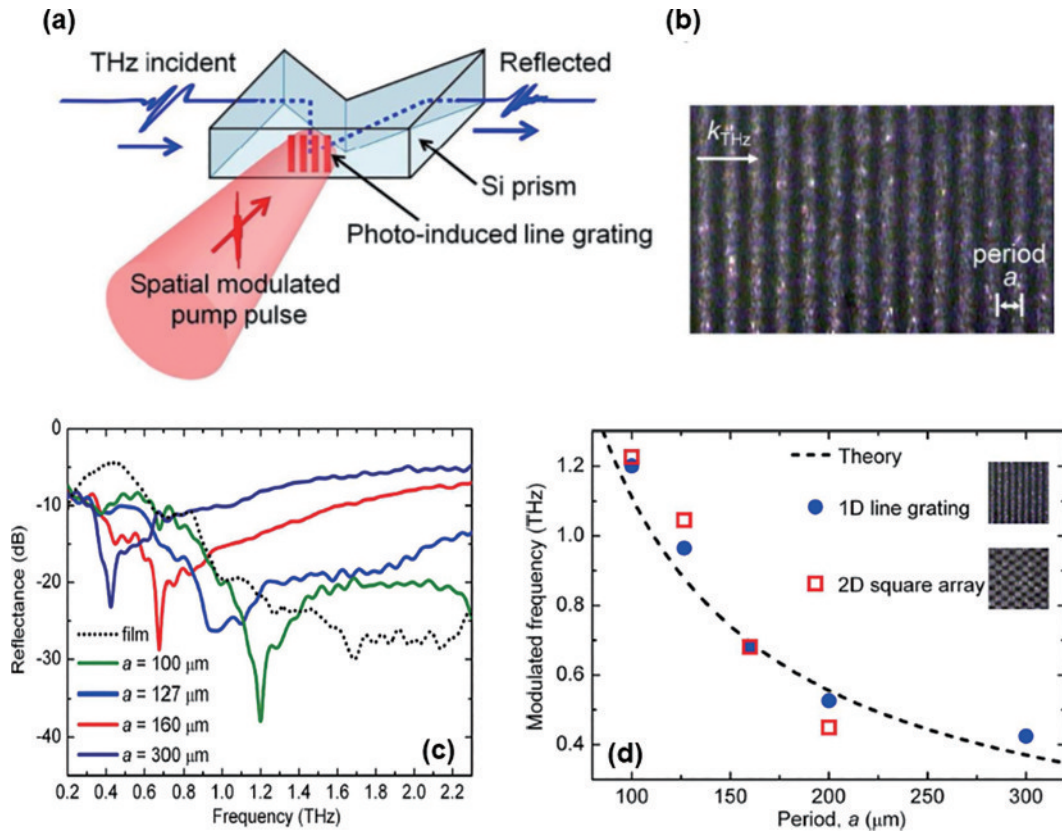 (a)
THz incident
Reflected
Si prism
Photo-induced line grating
Spatial modulated
pump pulse
(b)
kTHz
period
a
0
-10
-20
-30
-40
Reflectance (dB)
film
a = 100 μm
a = 127 μm
a = 160 μm
a = 300 μm
(c)
0.2 0.4 0.6 0.8 1.0 1.2 1.4 1.6 1.8 2.0 2.2
Frequency (THz)
1.2
1.0
0.8
0.6
0.4
Modulated frequency (THz)
Theory
1D line grating
2D square array
(d)
100 150 200 250 300
Period, a (μm)